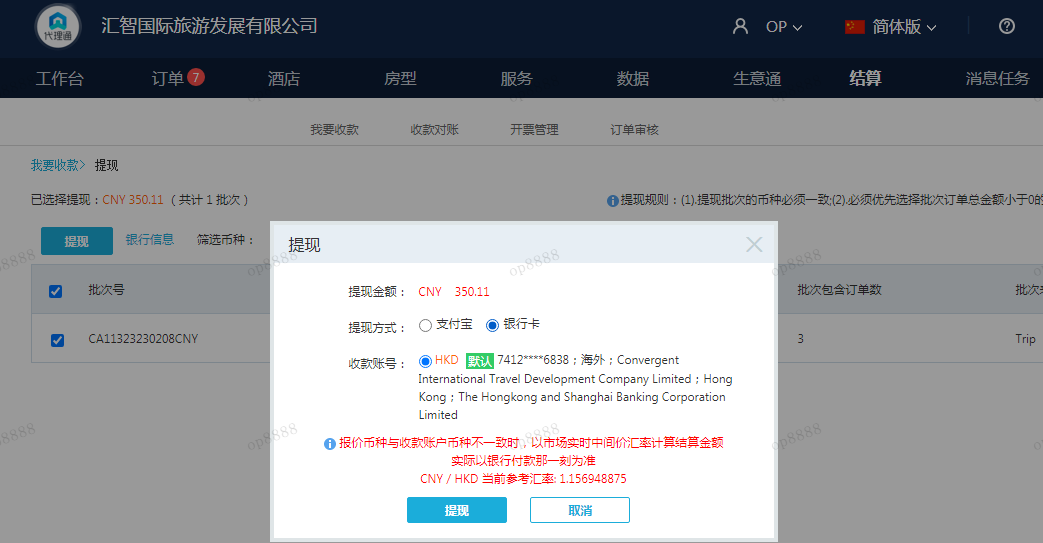 代理通
汇智国际旅游发展有限公司
OP
简体版
工作台
订单 7
酒店
房型
服务
数据
生意通
结算
消息任务
我要收款
收款对账
开票管理
订单审核
我要收款> 提现
已选择提现：CNY 350.11 （ 共计 1 批次 ）
提现规则：(1).提现批次的币种必须一致;(2).必须优先选择批次订单总金额小于0的
提现
银行信息
筛选币种：
批次号
批次包含订单数
批次
CA11323230208CNY
3
Trip
提现
提现金额： CNY 350.11
提现方式： 支付宝 银行卡
收款账号： HKD 默认 7412****6838；海外；Convergent
International Travel Development Company Limited；Hong
Kong；The Hongkong and Shanghai Banking Corporation
Limited
报价币种与收款账户币种不一致时，以市场实时中间价汇率计算结算金额
实际以银行付款那一刻为准
CNY / HKD 当前参考汇率: 1.156948875
提现
取消
op8888
op8888
op8888
op8888
op8888
op8888